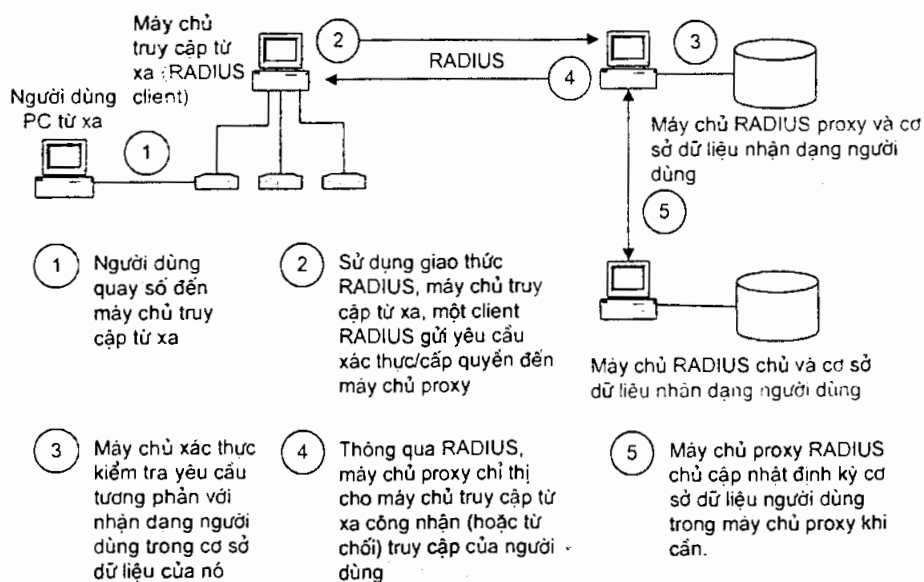 Máy chủ
truy cập từ
xa (RADIUS
client)
2
RADIUS
4
3
Người dùng
PC từ xa
1
Máy chủ RADIUS proxy và cơ
sở dữ liệu nhận dạng người
dùng
5
1
Người dùng
quay số đến
máy chủ truy
cập từ xa
2
Sử dụng giao thức
RADIUS, máy chủ truy
cập từ xa, một client
RADIUS gửi yêu cầu
xác thực/cấp quyền đến
máy chủ proxy
Máy chủ RADIUS chủ và cơ sở
dữ liệu nhận dạng người dùng
3
Máy chủ xác thực
kiểm tra yêu cầu
tương phản với
nhận dang người
dùng trong cơ sở
dữ liệu của nó
4
Thông qua RADIUS,
máy chủ proxy chỉ thị
cho máy chủ truy cập từ
xa công nhận (hoặc từ
chối) truy cập của người
dùng
5
Máy chủ proxy RADIUS
chủ cập nhật định kỳ cơ
sở dữ liệu người dùng
trong máy chủ proxy khi
cần.